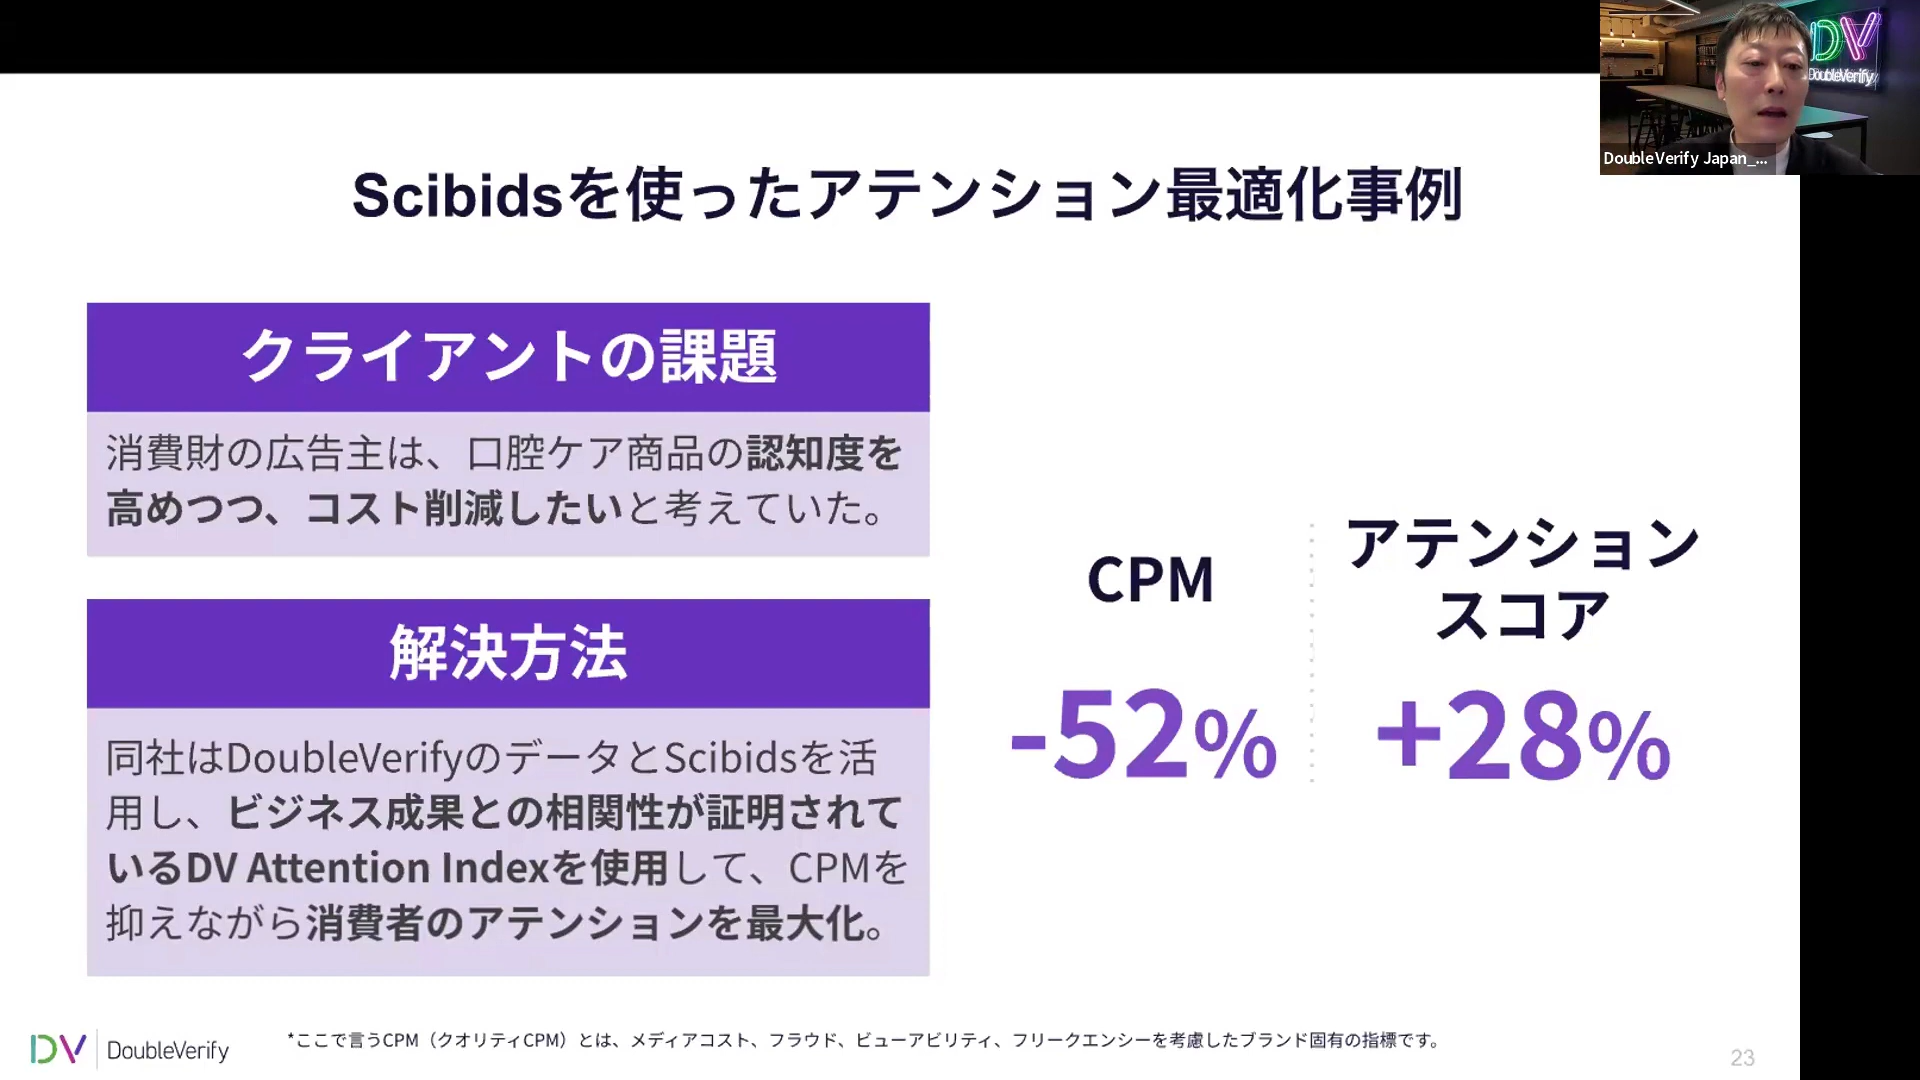 DV
DoubleVerify
DoubleVerify Japan_...
Scibidsを使ったアテンション最適化事例
クライアントの課題
消費財の広告主は、口腔ケア商品の認知度を
高めつつ、コスト削減したいと考えていた。
解決方法
同社はDoubleVerifyのデータとScibidsを活
用し、ビジネス成果との相関性が証明されて
いるDV Attention Indexを使用して、CPMを
抑えながら消費者のアテンションを最大化。
CPM
-52%
アテンション
スコア
+28%
DV
DoubleVerify
*ここで言うCPM（クオリティCPM）とは、メディアコスト、フラウド、ビューアビリティ、フリークエンシーを考慮したブランド固有の指標です。
23